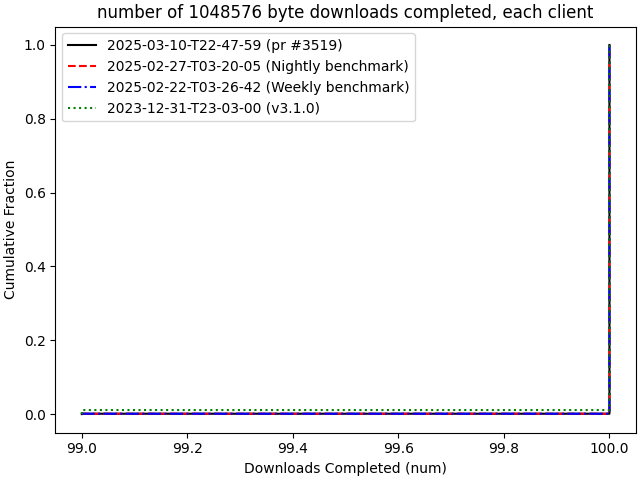 number of 1048576 byte downloads completed, each client
2025-03-10-T22-47-59 (pr #3519)
2025-02-27-T03-20-05 (Nightly benchmark)
2025-02-22-T03-26-42 (Weekly benchmark)
2023-12-31-T23-03-00 (v3.1.0)
Cumulative Fraction
1.0
0.8
0.6
0.4
0.2
0.0
99.0 99.2 99.4 99.6 99.8 100.0
Downloads Completed (num)